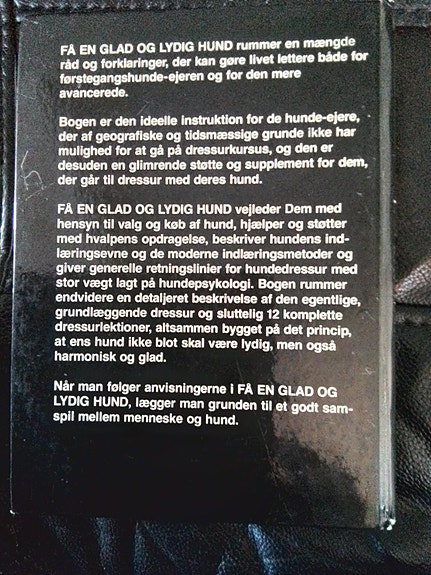 FÅ EN GLAD OG LYDIG HUND rummer en mængde
råd og forklaringer, der kan gøre livet lettere både for
førstegangshunde-ejeren og for den mere
avancerede.
Bogen er den ideelle instruktion for de hunde-ejere,
der af geografiske og tidsmæssige grunde ikke har
mulighed for at gå på dressurkursus, og den er
desuden en glimrende støtte og supplement for dem,
der går til dressur med deres hund.
FÅ EN GLAD OG LYDIG HUND vejleder Dem med
hensyn til valg og køb af hund, hjælper og støtter
med hvalpens opdragelse, beskriver hundens ind-
læringsevne og de moderne indlæringsmetoder og
giver generelle retningslinier for hundedressur med
stor vægt lagt på hundepsykologi. Bogen rummer
endvidere en detaljeret beskrivelse af den egentlige,
grundlæggende dressur og sluttelig 12 komplette
dressurlektioner, altsammen bygget på det princip,
at ens hund ikke blot skal være lydig, men også
harmonisk og glad.
Når man følger anvisningerne i FÅ EN GLAD OG
LYDIG HUND, lægger man grunden til et godt sam-
spil mellem menneske og hund.